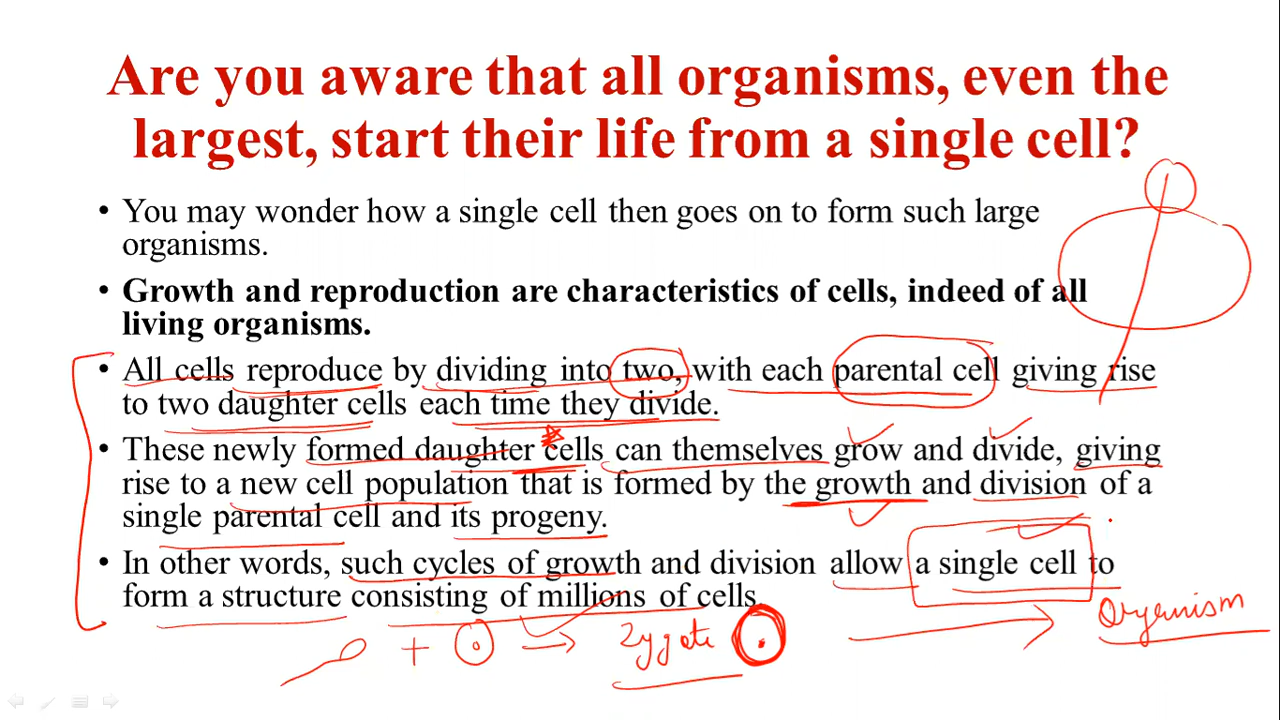 Are you aware that all organisms, even the
largest, start their life from a single cell?
• You may wonder how a single cell then goes on to form such large
organisms.
• Growth and reproduction are characteristics of cells, indeed of all
living organisms.
• All cells reproduce by dividing into two, with each parental cell giving rise
to two daughter cells each time they divide.
• These newly formed daughter cells can themselves grow and divide, giving
rise to a new cell population that is formed by the growth and division of a
single parental cell and its progeny.
• In other words, such cycles of growth and division allow a single cell to
form a structure consisting of millions of cells.
+ → Zygote → Organism